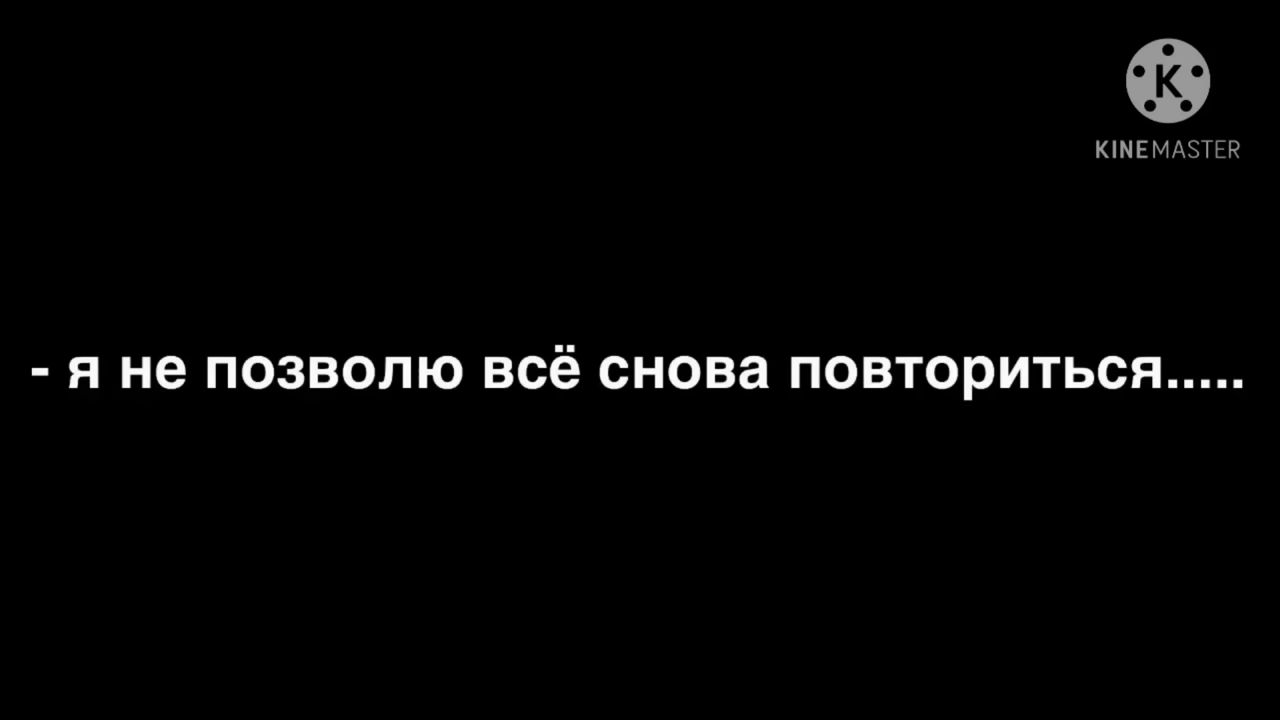 K
KINEMASTER
- я не позволю всё снова повториться.....